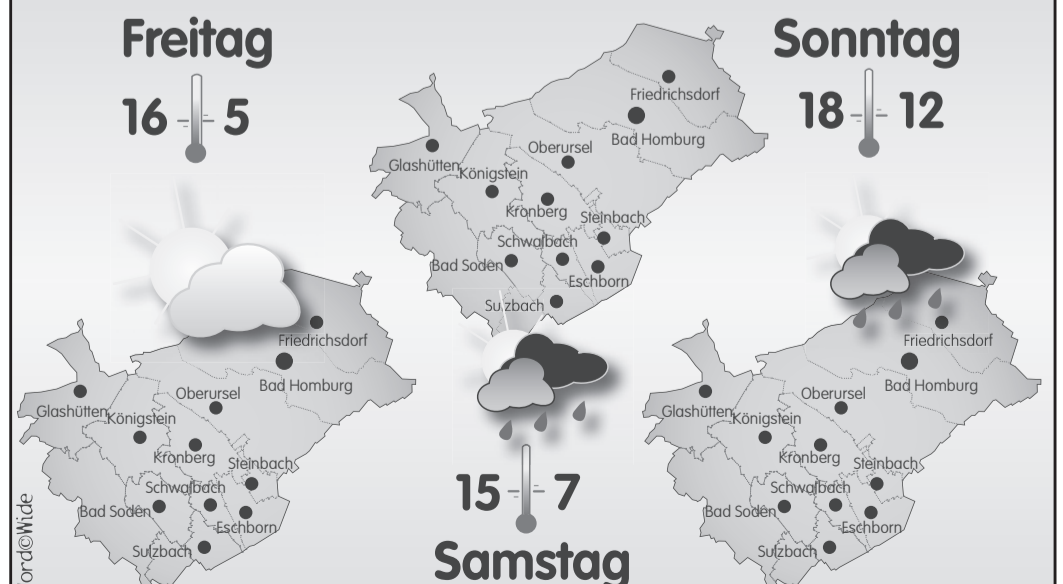 Freitag
16 5
Friedrichsdorf
Bad Homburg
Oberursel
Glashütten
Königstein
Kronberg
Steinbach
Schwalbach
Bad Soden
Eschborn
Sulzbach
Friedrichsdorf
Bad Homburg
Oberursel
Glashütten
Königstein
Kronberg
Steinbach
Schwalbach
Bad Soden
Eschborn
Sulzbach
15 7
Samstag
Sonntag
18 12
Friedrichsdorf
Bad Homburg
Oberursel
Glashütten
Königstein
Kronberg
Steinbach
Schwalbach
Bad Soden
Eschborn
Sulzbach